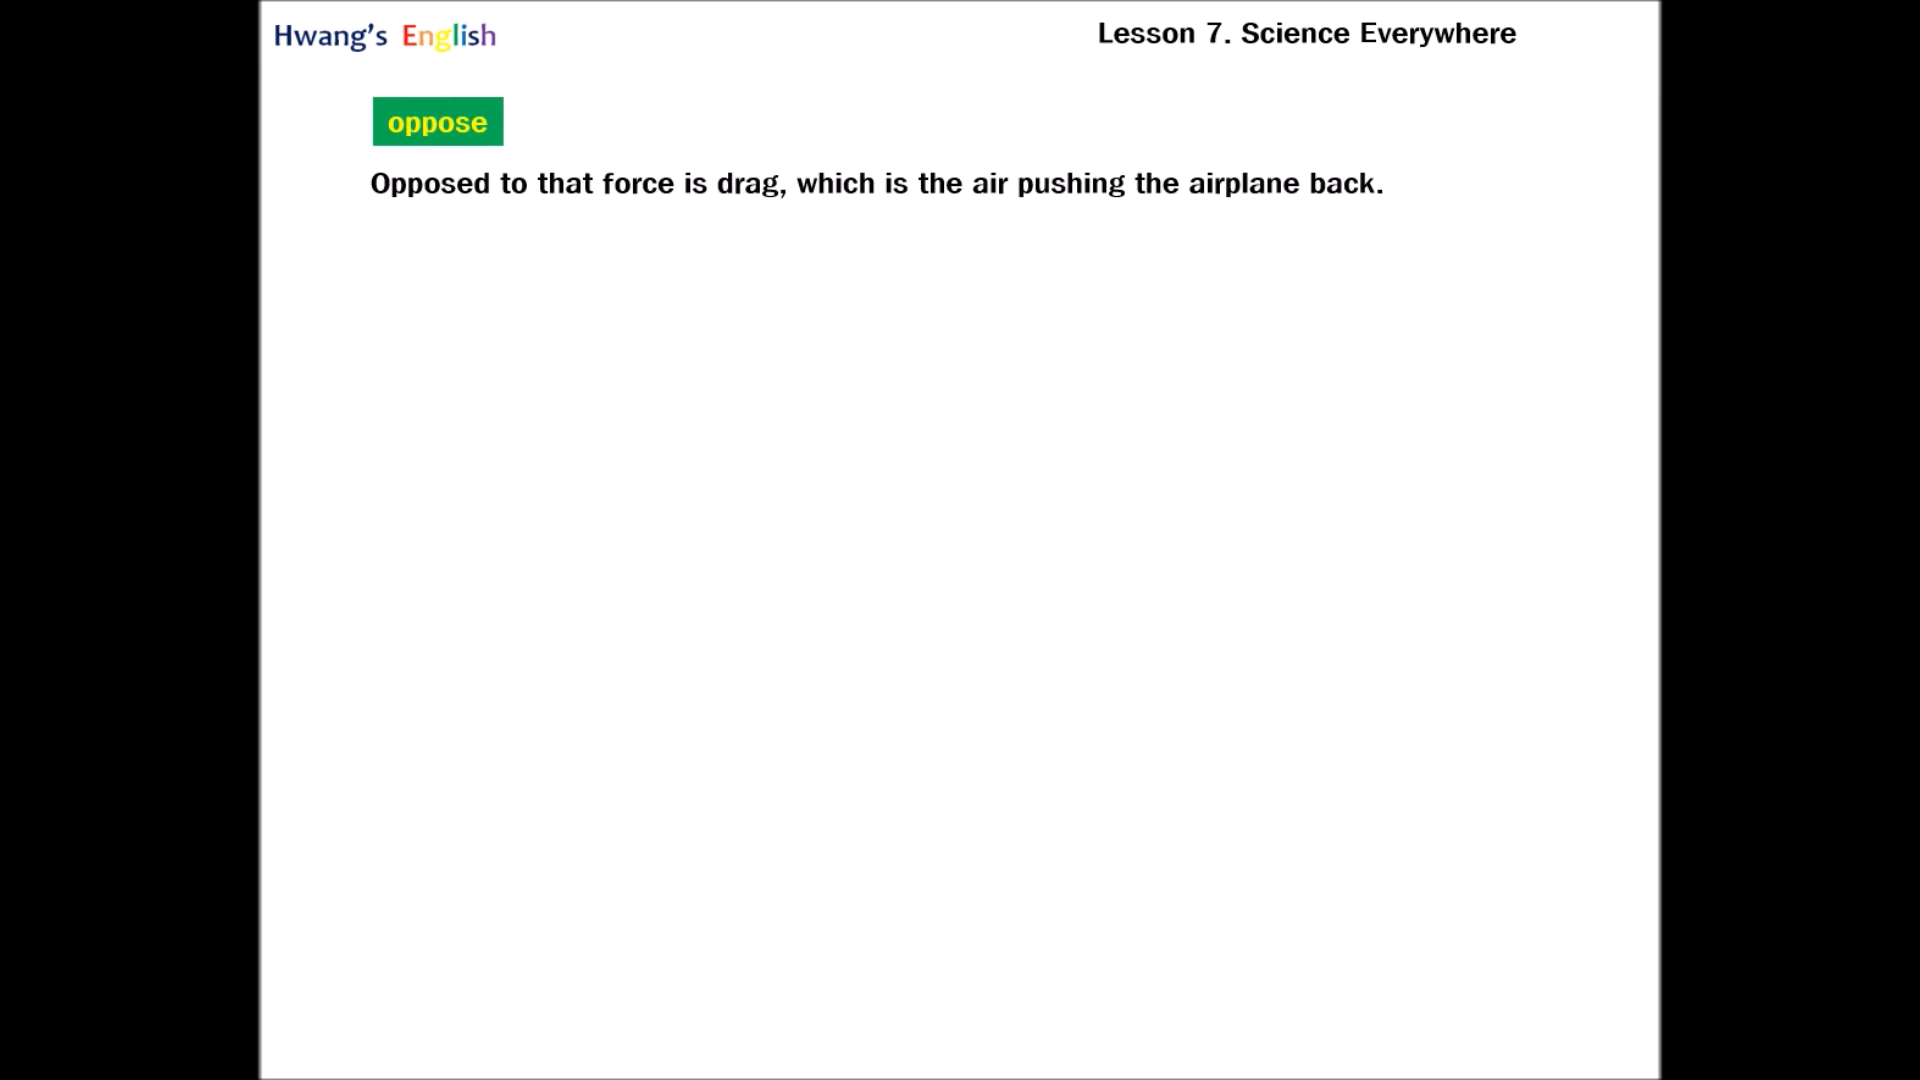 Hwang's English
Lesson 7. Science Everywhere
oppose
Opposed to that force is drag, which is the air pushing the airplane back.